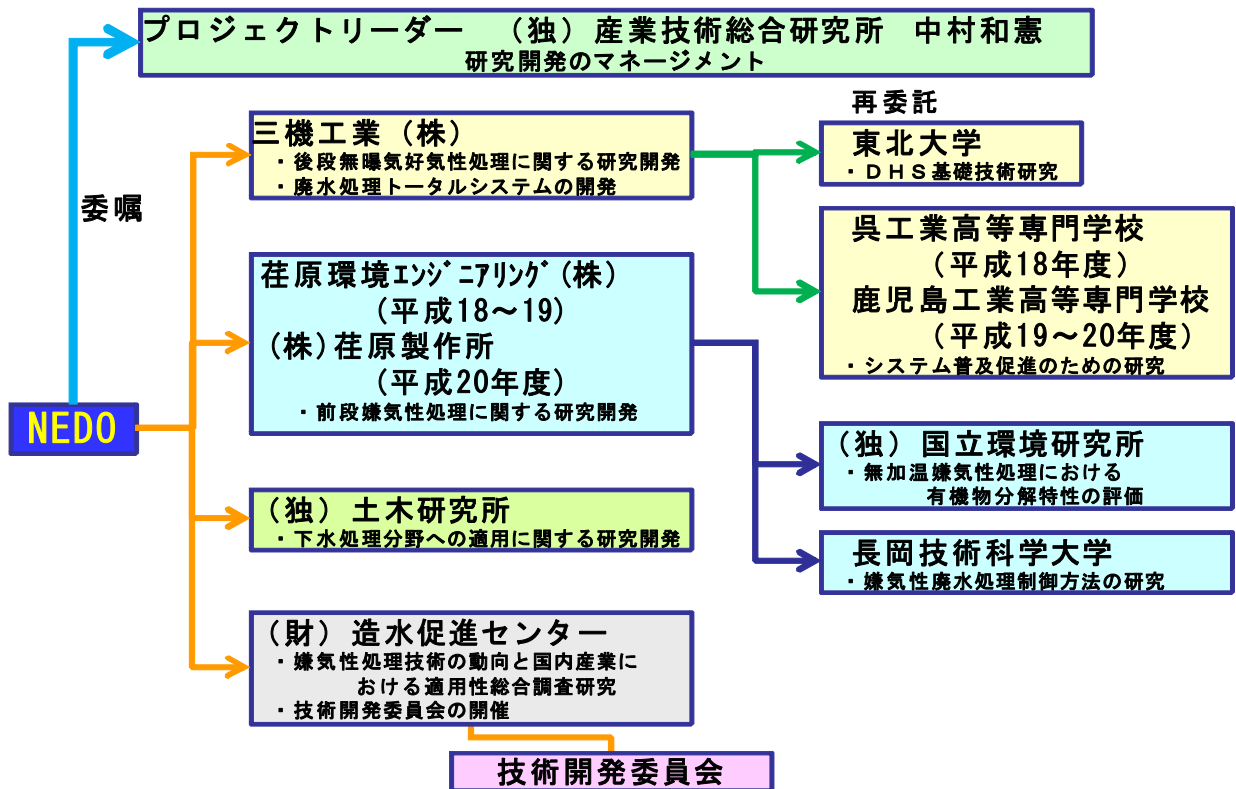 プロジェクトリーダー （独）産業技術総合研究所 中村和憲
研究開発のマネージメント
委嘱
NEDO
三機工業（株）
・後段無曝気好気性処理に関する研究開発
・廃水処理トータルシステムの開発
荏原環境ｴﾝｼﾞﾆｱﾘﾝｸﾞ（株）
（平成18～19）
（株）荏原製作所
（平成20年度）
・前段嫌気性処理に関する研究開発
（独）土木研究所
・下水処理分野への適用に関する研究開発
（財）造水促進センター
・嫌気性処理技術の動向と国内産業に
おける適用性総合調査研究
・技術開発委員会の開催
技術開発委員会
再委託
東北大学
・ＤＨＳ基礎技術研究
呉工業高等専門学校
（平成18年度）
鹿児島工業高等専門学校
（平成19～20年度）
・システム普及促進のための研究
（独）国立環境研究所
・無加温嫌気性処理における
有機物分解特性の評価
長岡技術科学大学
・嫌気性廃水処理制御方法の研究